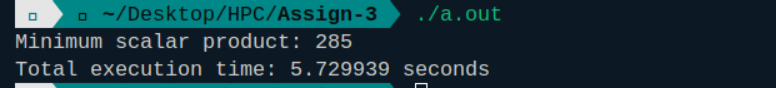 ~/Desktop/HPC/Assign-3 ./a.out
Minimum scalar product: 285
Total execution time: 5.729939 seconds